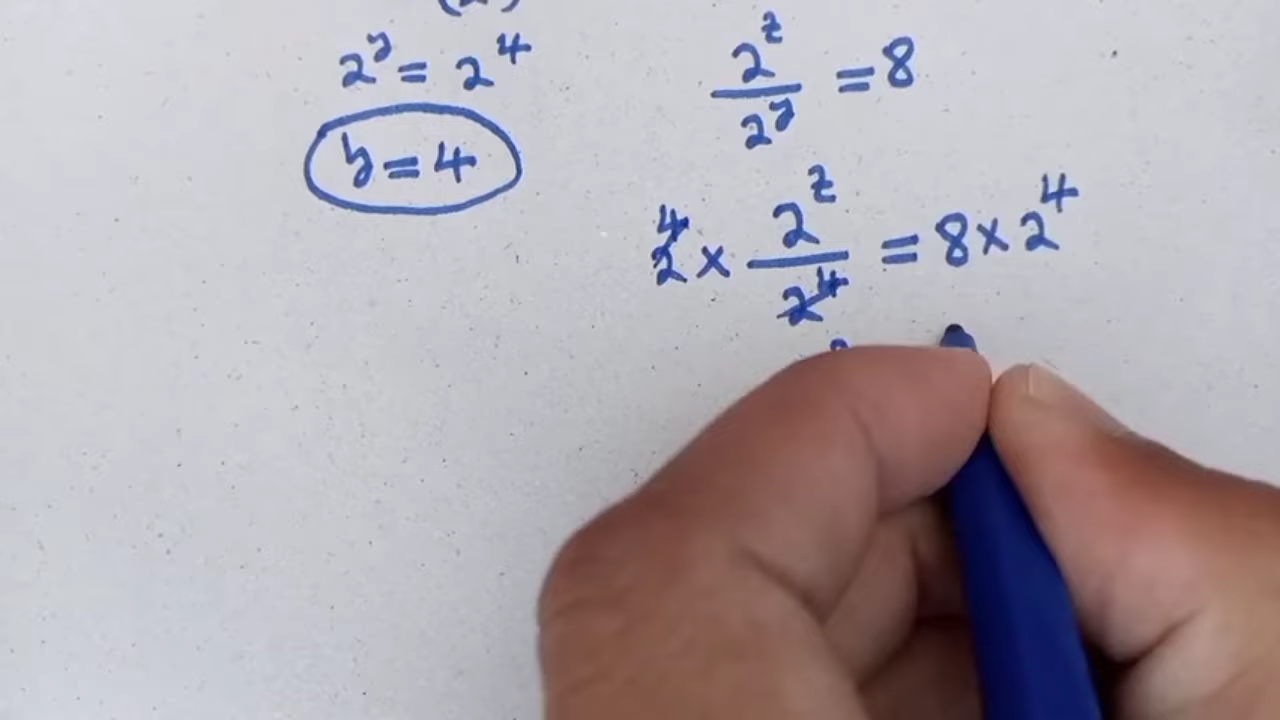 2^y = 2^4
y = 4
2^z / 2^y = 8
2^4 × 2^z / 2^4 = 8 × 2^4